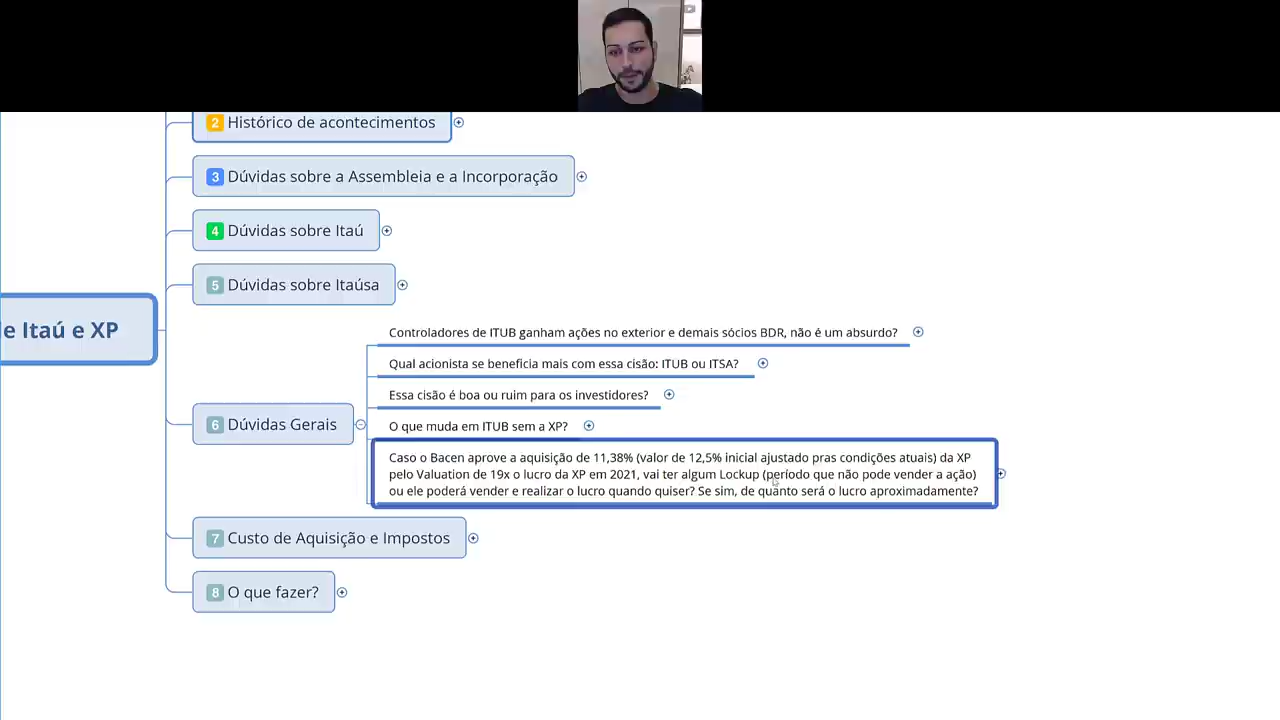 2 Histórico de acontecimentos
3 Dúvidas sobre a Assembleia e a Incorporação
4 Dúvidas sobre Itaú
5 Dúvidas sobre Itaúsa
e Itaú e XP
Controladores de ITUB ganham ações no exterior e demais sócios BDR, não é um absurdo?
Qual acionista se beneficia mais com essa cisão: ITUB ou ITSA?
Essa cisão é boa ou ruim para os investidores?
6 Dúvidas Gerais
O que muda em ITUB sem a XP?
Caso o Bacen aprove a aquisição de 11,38% (valor de 12,5% inicial ajustado pras condições atuais) da XP
pelo Valuation de 19x o lucro da XP em 2021, vai ter algum Lockup (período que não pode vender a ação)
ou ele poderá vender e realizar o lucro quando quiser? Se sim, de quanto será o lucro aproximadamente?
7 Custo de Aquisição e Impostos
8 O que fazer?